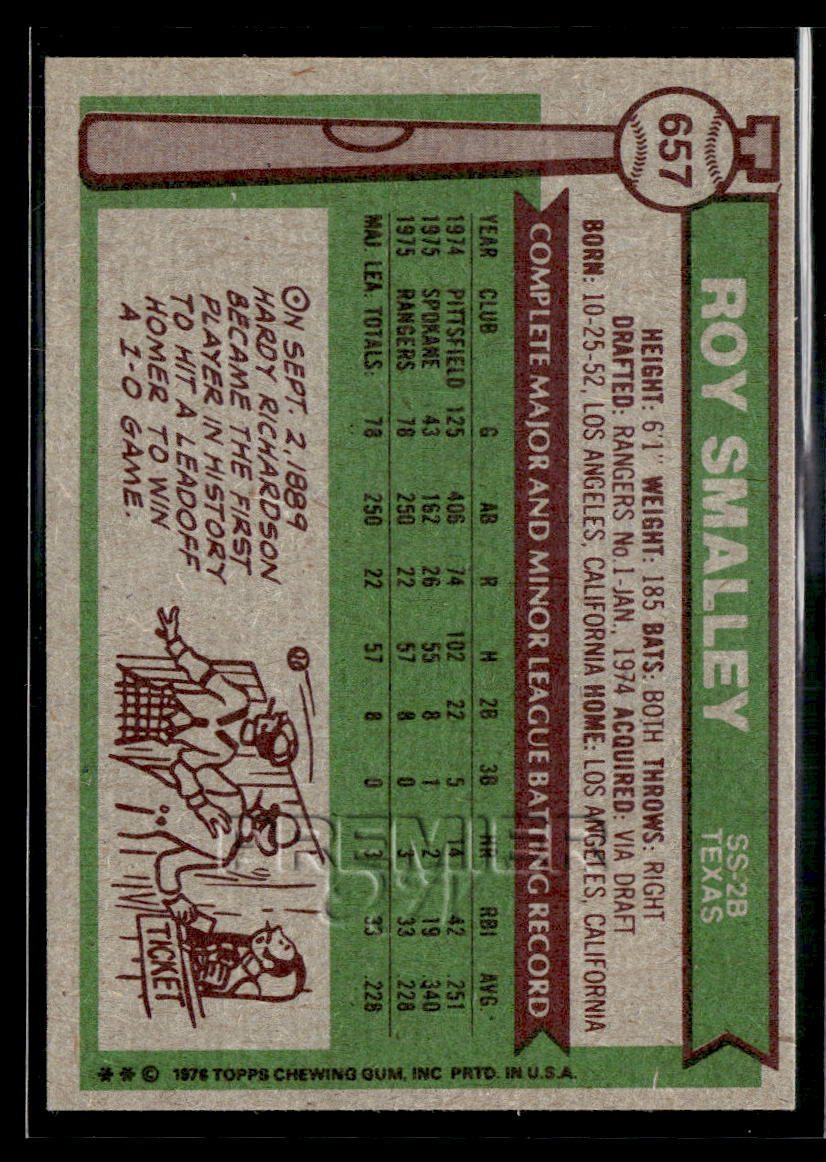 657
ROY SMALLEY
SS-2B
TEXAS
HEIGHT: 6'1" WEIGHT: 185 BATS: BOTH THROWS: RIGHT
DRAFTED: RANGERS No.1-JAN., 1974 ACQUIRED: VIA DRAFT
BORN: 10-25-52, LOS ANGELES, CALIFORNIA HOME: LOS ANGELES, CALIFORNIA
COMPLETE MAJOR AND MINOR LEAGUE BATTING RECORD
YEAR CLUB G AB R H 2B 3B HR RBI AVG.
1974 PITTSFIELD 125 406 74 102 22 5 14 42 .251
1975 SPOKANE 43 162 26 55 8 1 2 19 .340
1975 RANGERS 78 250 22 57 8 0 3 33 .228
MAJ. LEA. TOTALS: 78 250 22 57 8 0 3 33 .228
ON SEPT. 2, 1889
HARDY RICHARDSON
BECAME THE FIRST
PLAYER IN HISTORY
TO HIT A LEADOFF
HOMER TO WIN
A 1-0 GAME.
TICKET
** © 1976 TOPPS CHEWING GUM, INC PRTD. IN U.S.A.
PREMIER